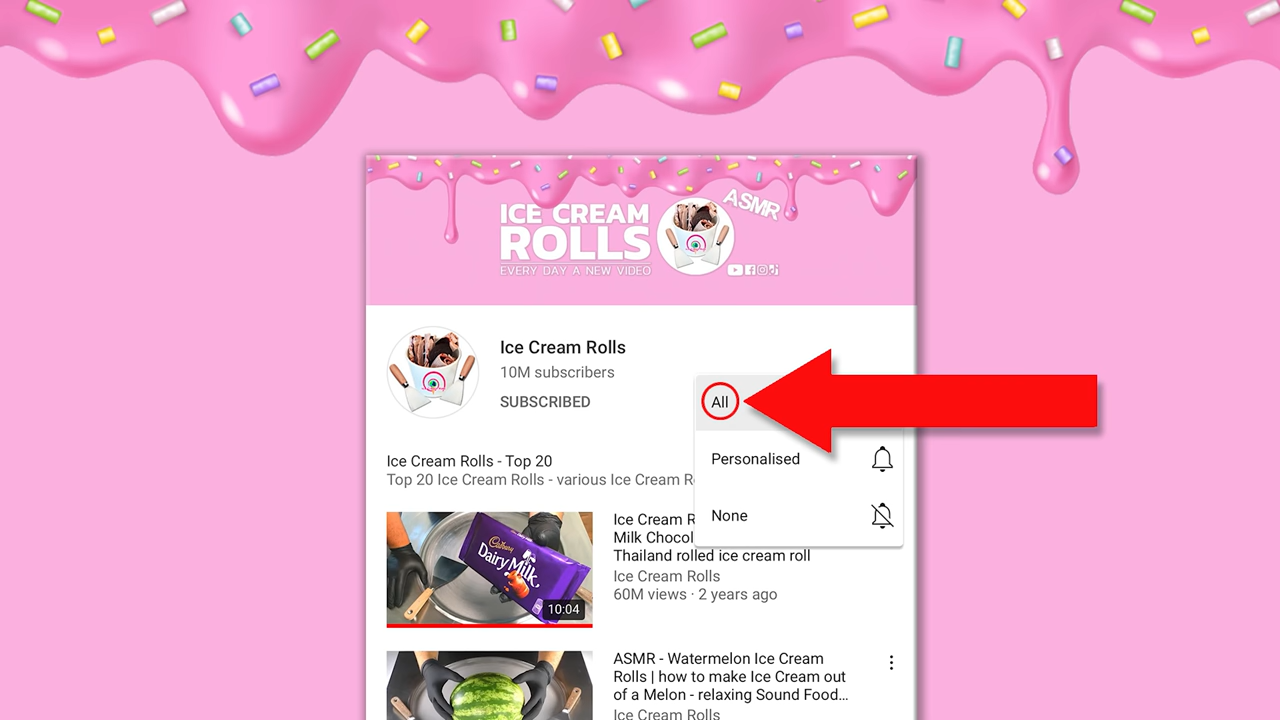 ICE CREAM
ROLLS
EVERY DAY A NEW VIDEO
ASMR
Ice Cream Rolls
10M subscribers
SUBSCRIBED
All
Personalised
None
Ice Cream Rolls - Top 20
Top 20 Ice Cream Rolls - various Ice Cream R
Cadbury
Dairy Milk
10:04
Ice Cream R
Milk Chocol
Thailand rolled ice cream roll
Ice Cream Rolls
60M views · 2 years ago
ASMR - Watermelon Ice Cream
Rolls | how to make Ice Cream out
of a Melon - relaxing Sound Food…
Ice Cream Rolls